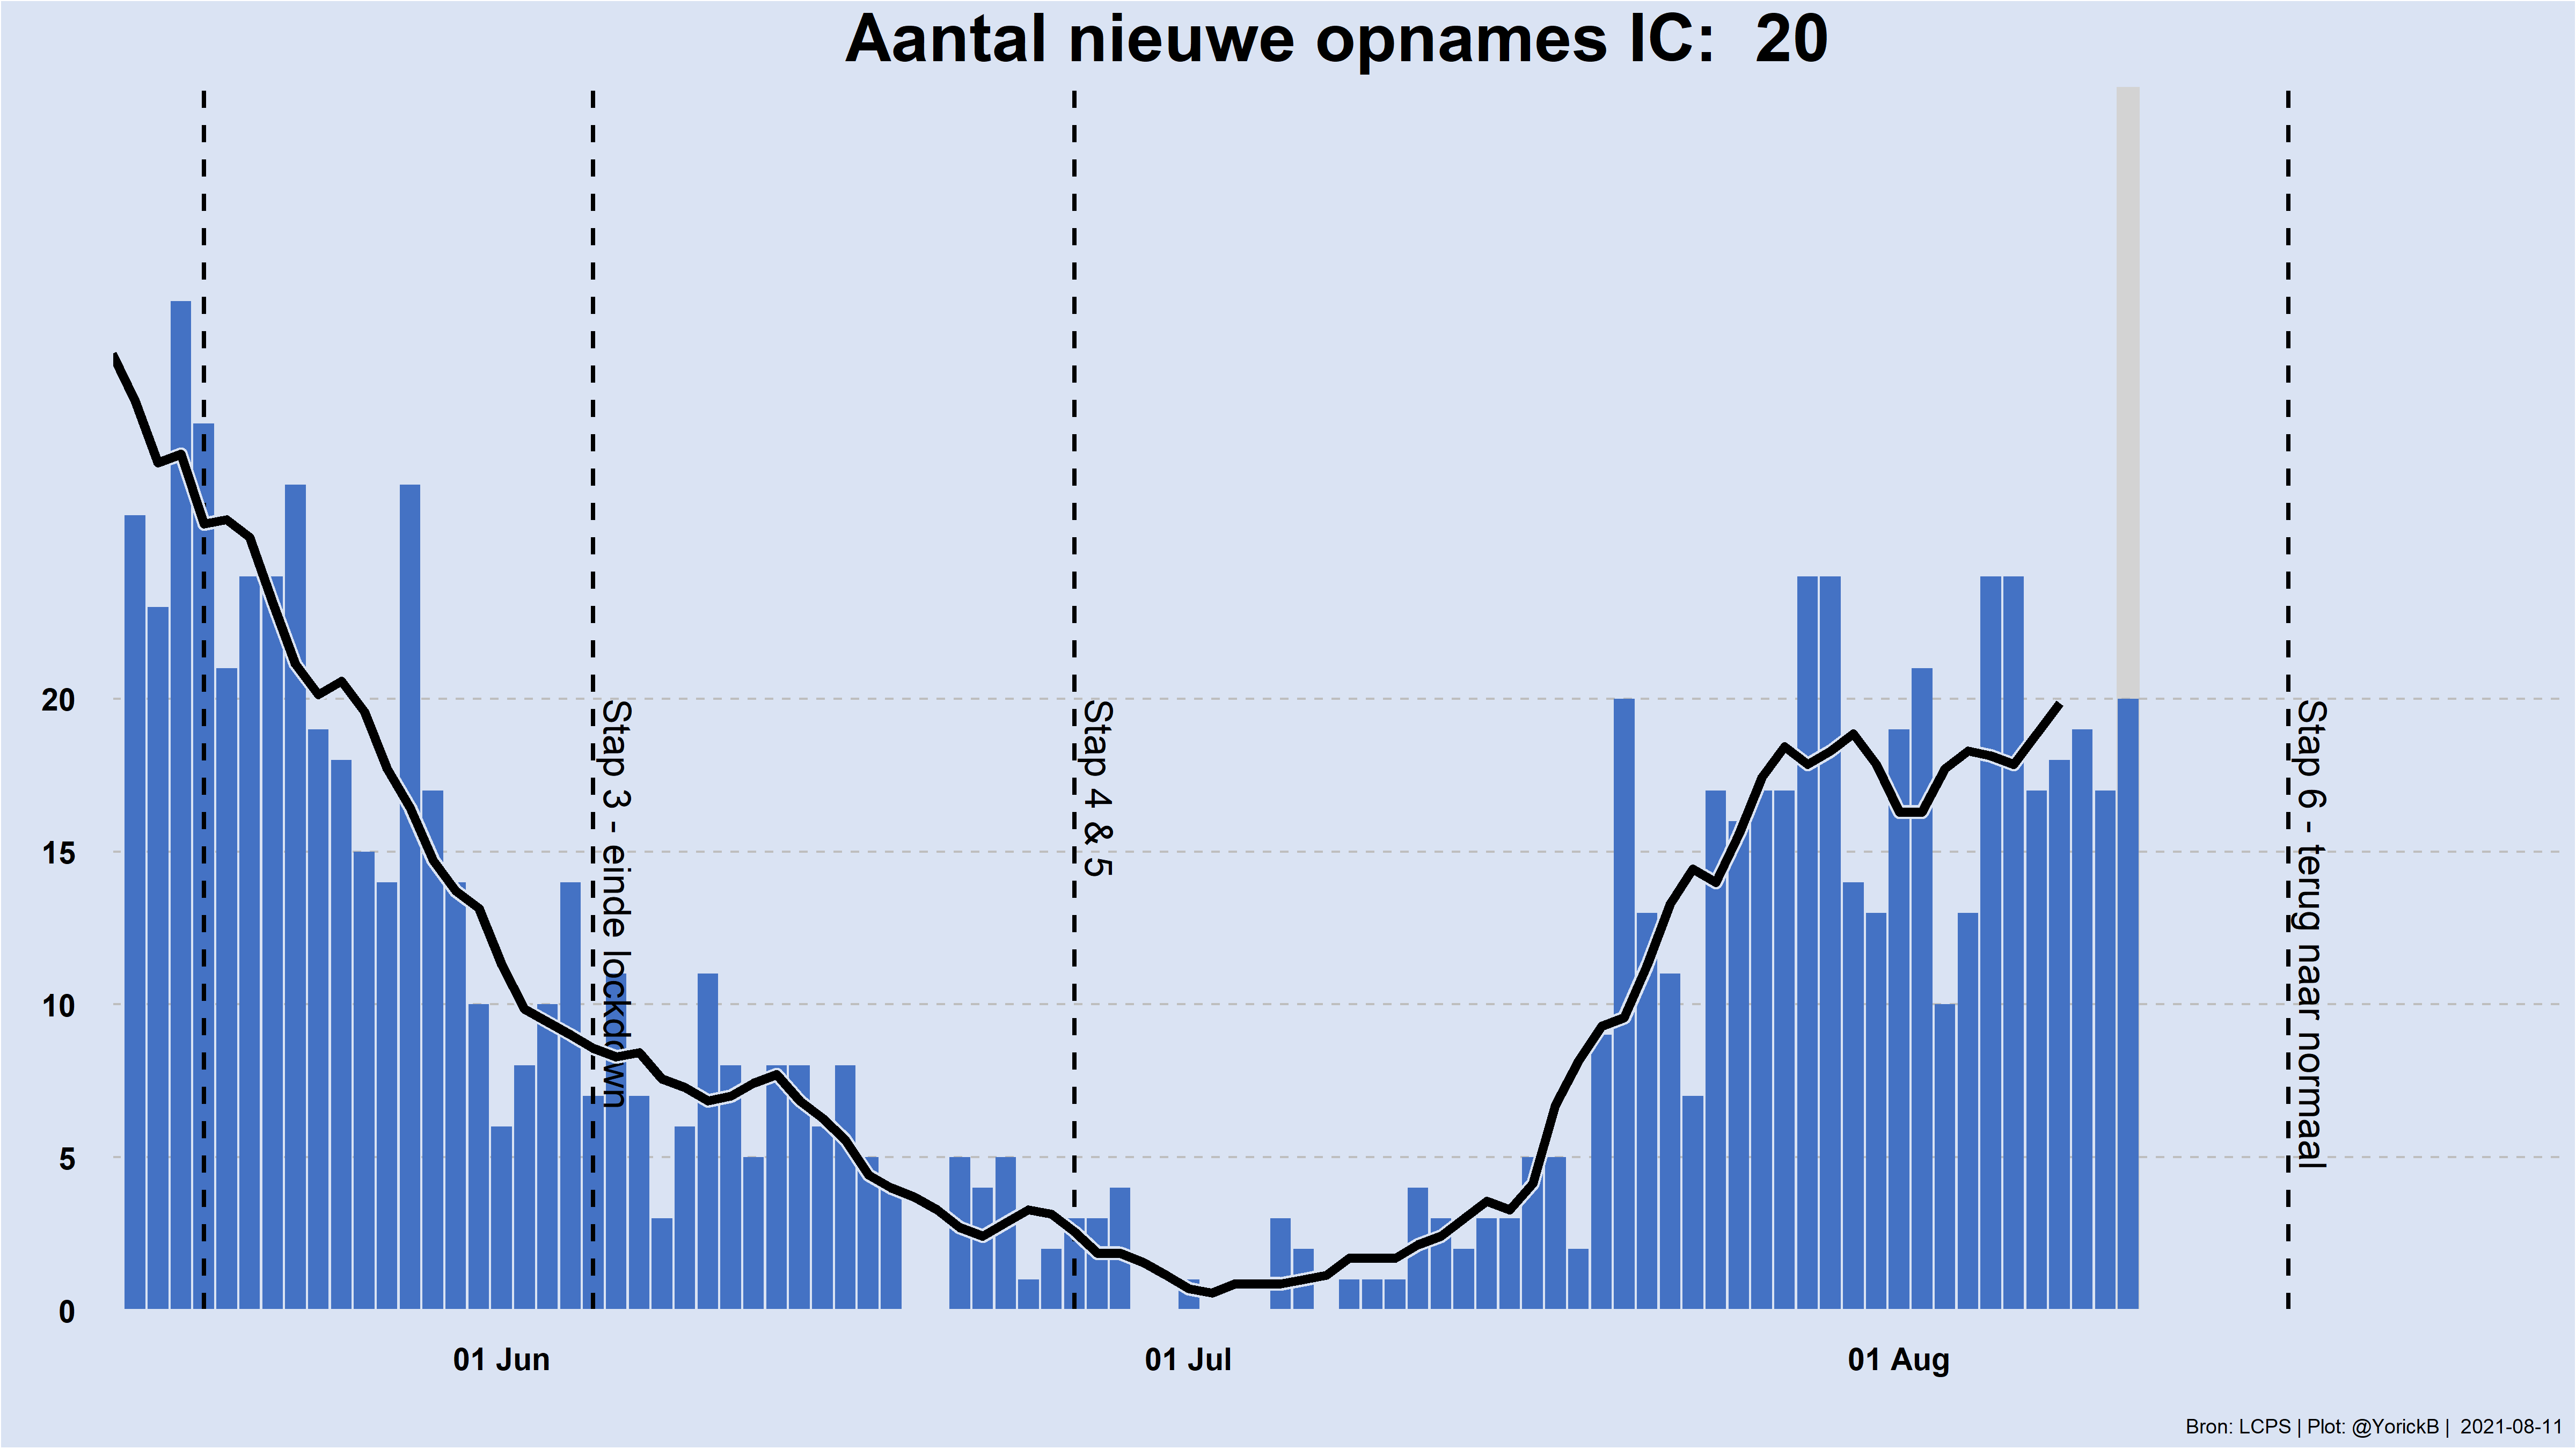 Aantal nieuwe opnames IC:  20
20
15
10
5
0
Stap 3 - einde lockdown
Stap 4 & 5
Stap 6 - terug naar normaal
01 Jun
01 Jul
01 Aug
Bron: LCPS | Plot: @YorickB |  2021-08-11